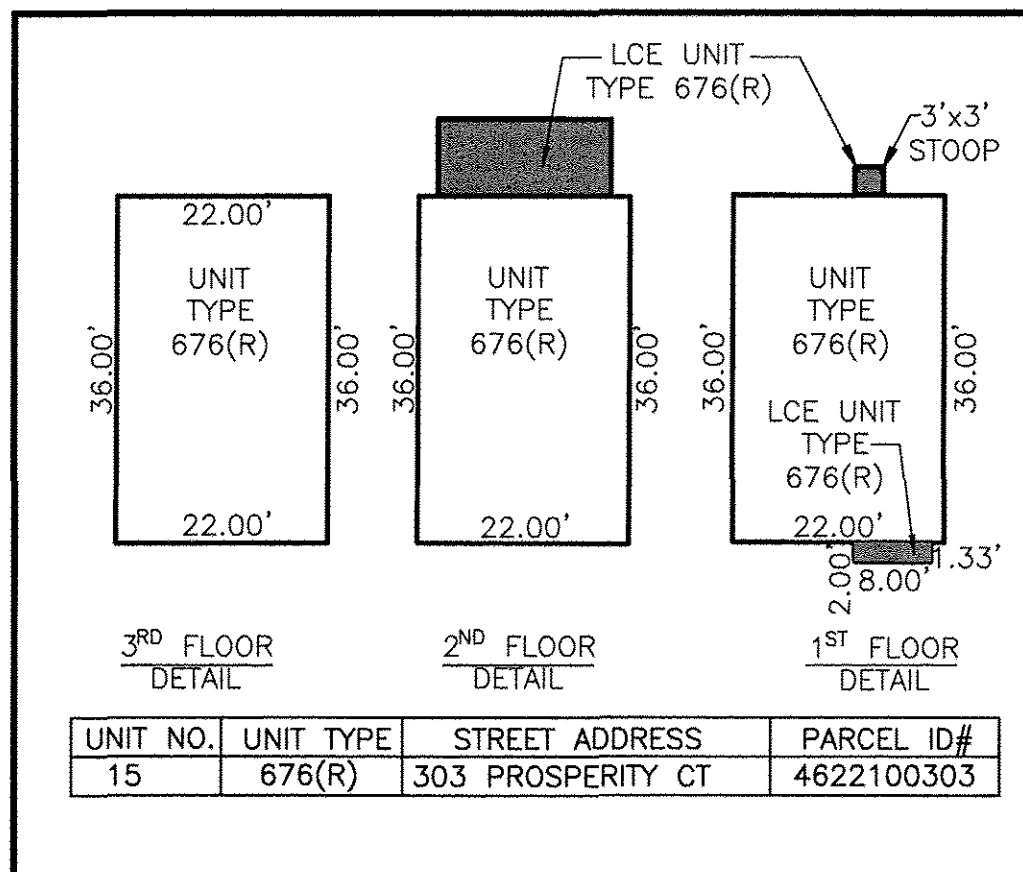 LCE UNIT
TYPE 676(R)
3'x3'
STOOP
22.00'
UNIT
TYPE
676(R)
36.00'
36.00'
22.00'
3RD FLOOR
DETAIL
UNIT
TYPE
676(R)
36.00'
36.00'
22.00'
2ND FLOOR
DETAIL
UNIT
TYPE
676(R)
36.00'
36.00'
LCE UNIT
TYPE
676(R)
22.00'
2.00'
8.00'
1.33'
1ST FLOOR
DETAIL
UNIT NO. UNIT TYPE STREET ADDRESS PARCEL ID#
15 676(R) 303 PROSPERITY CT 4622100303